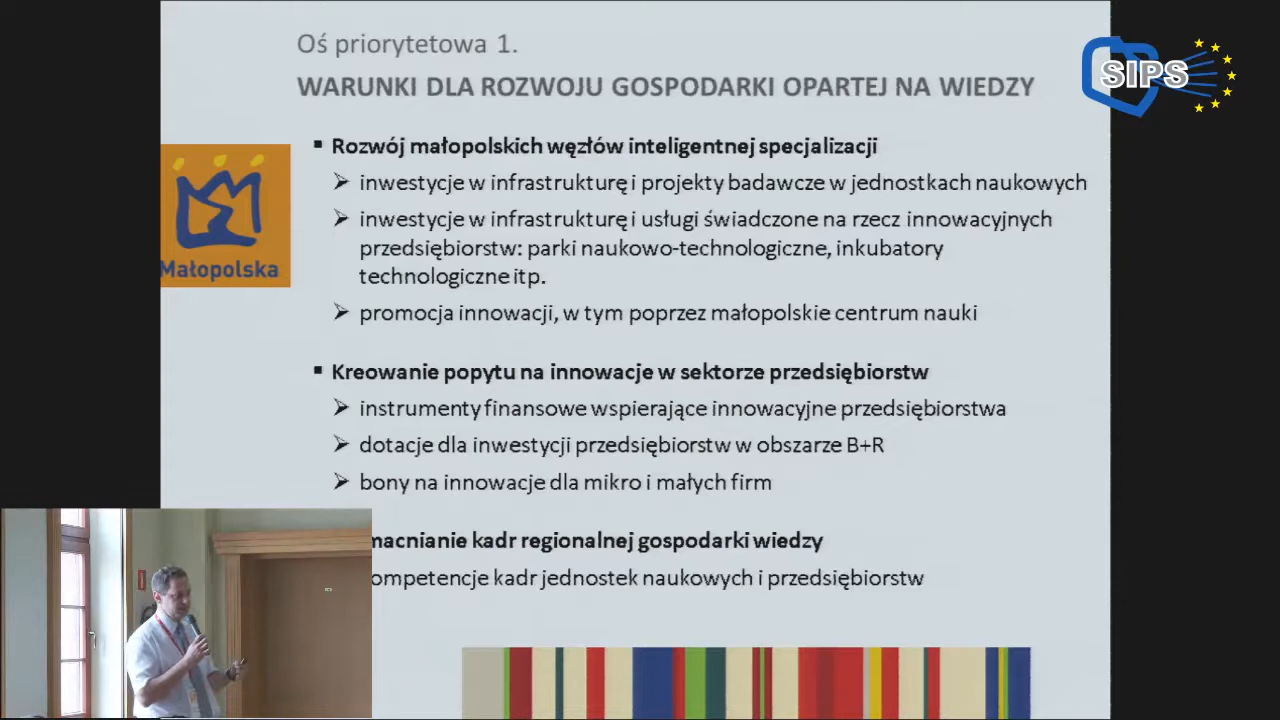 Oś priorytetowa 1.
WARUNKI DLA ROZWOJU GOSPODARKI OPARTEJ NA WIEDZY
SIPS
▪ Rozwój małopolskich węzłów inteligentnej specjalizacji
➢ inwestycje w infrastrukturę i projekty badawcze w jednostkach naukowych
➢ inwestycje w infrastrukturę i usługi świadczone na rzecz innowacyjnych
przedsiębiorstw: parki naukowo-technologiczne, inkubatory
technologiczne itp.
➢ promocja innowacji, w tym poprzez małopolskie centrum nauki
Małopolska
▪ Kreowanie popytu na innowacje w sektorze przedsiębiorstw
➢ instrumenty finansowe wspierające innowacyjne przedsiębiorstwa
➢ dotacje dla inwestycji przedsiębiorstw w obszarze B+R
➢ bony na innowacje dla mikro i małych firm
macnianie kadr regionalnej gospodarki wiedzy
ompetencje kadr jednostek naukowych i przedsiębiorstw